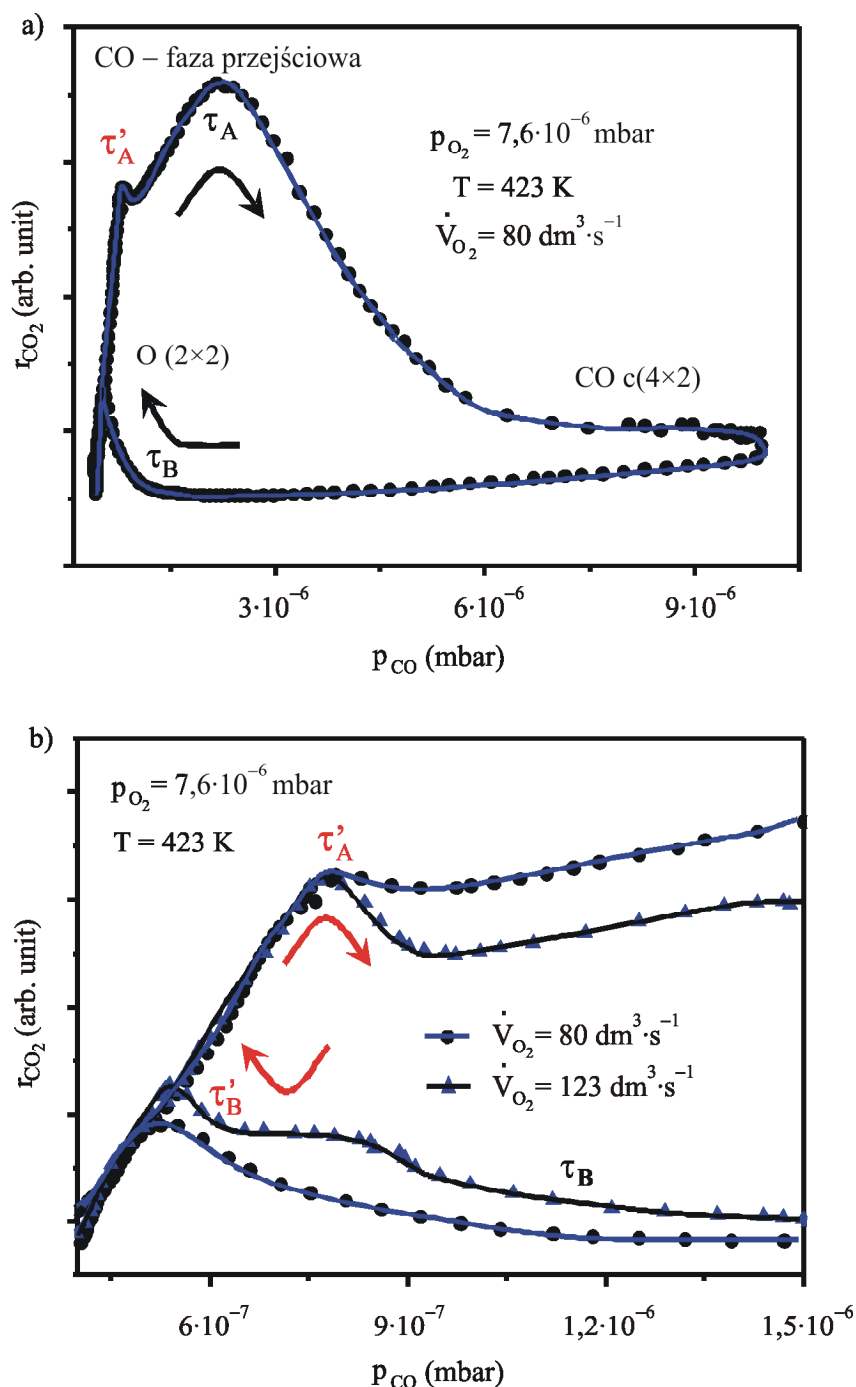 a)
CO – faza przejściowa
τ'A
τA
pO2 = 7,6·10⁻⁶ mbar
T = 423 K
V̇O2 = 80 dm³·s⁻¹
rCO2 (arb. unit)
O (2×2)
CO c(4×2)
τB
3·10⁻⁶ 6·10⁻⁶ 9·10⁻⁶
pCO (mbar)
b)
pO2 = 7,6·10⁻⁶ mbar
T = 423 K
τ'A
rCO2 (arb. unit)
V̇O2 = 80 dm³·s⁻¹
V̇O2 = 123 dm³·s⁻¹
τ'B
τB
6·10⁻⁷ 9·10⁻⁷ 1,2·10⁻⁶ 1,5·10⁻⁶
pCO (mbar)